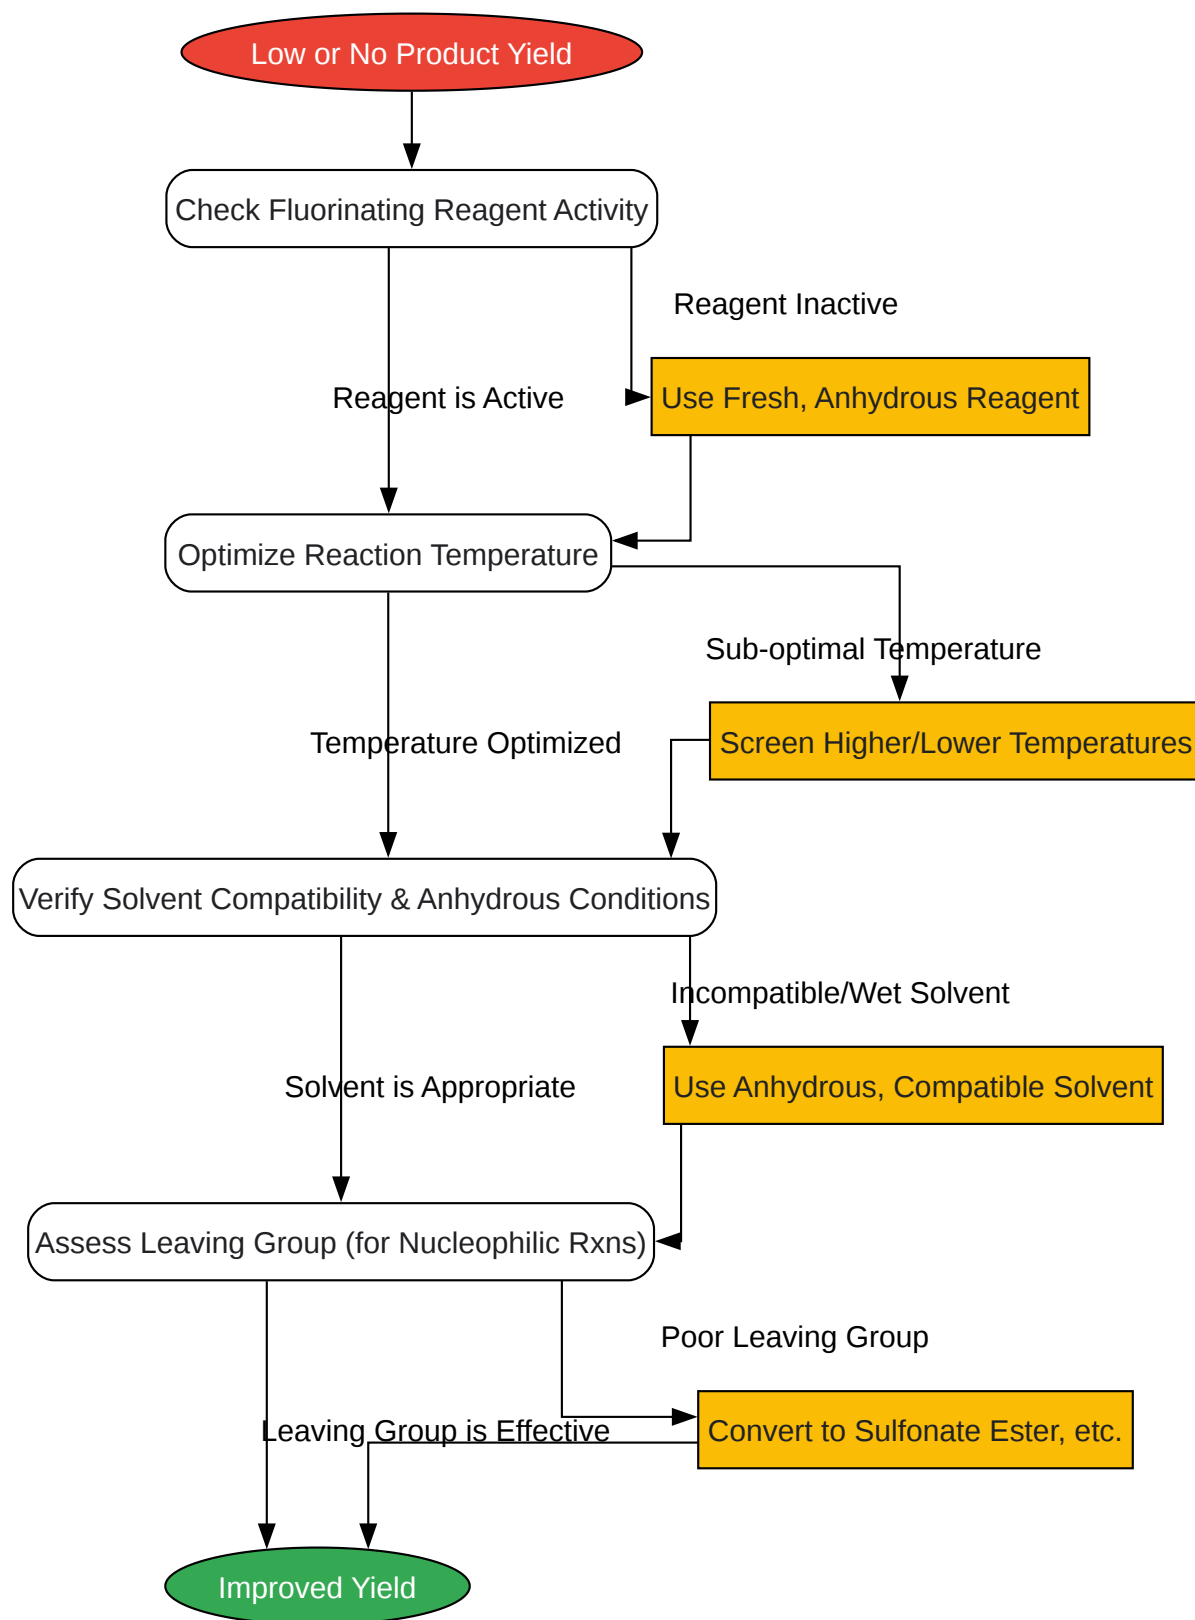 Low or No Product Yield
Check Fluorinating Reagent Activity
Reagent Inactive
Reagent is Active
Use Fresh, Anhydrous Reagent
Optimize Reaction Temperature
Sub-optimal Temperature
Temperature Optimized
Screen Higher/Lower Temperatures
Verify Solvent Compatibility & Anhydrous Conditions
Incompatible/Wet Solvent
Solvent is Appropriate
Use Anhydrous, Compatible Solvent
Assess Leaving Group (for Nucleophilic Rxns)
Poor Leaving Group
Leaving Group is Effective
Convert to Sulfonate Ester, etc.
Improved Yield